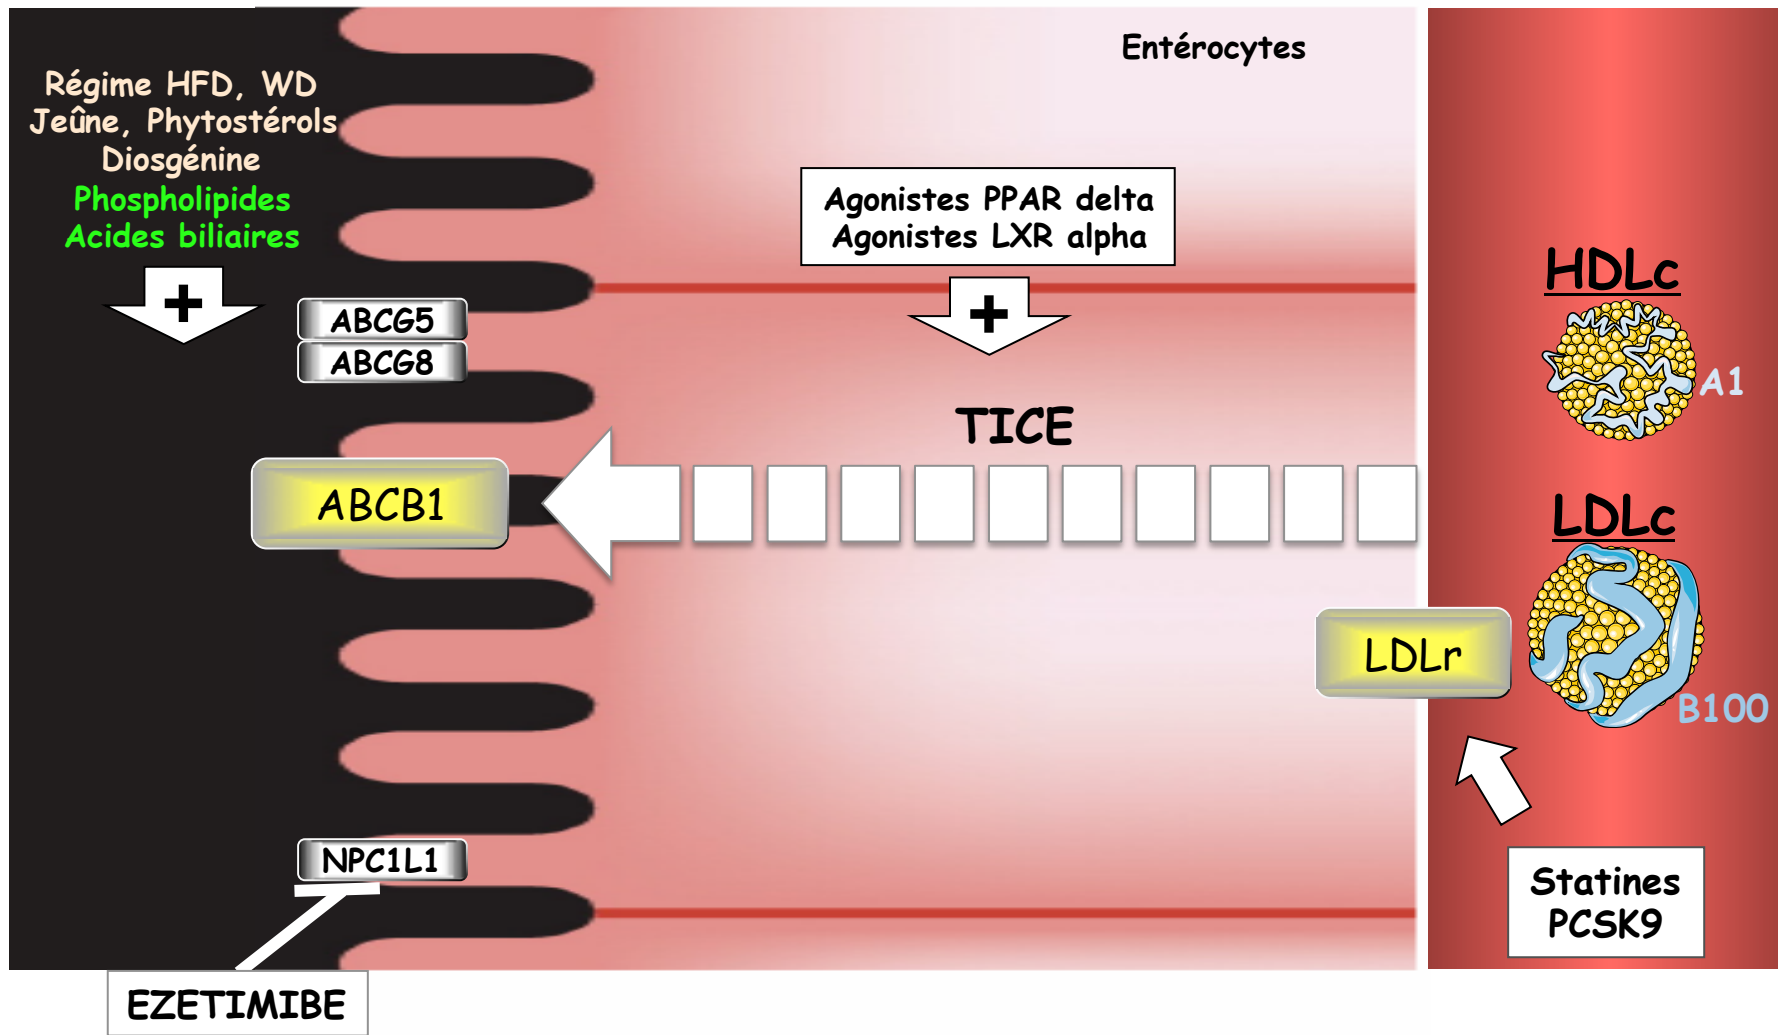 Entérocytes
Régime HFD, WD
Jeûne, Phytostérols
Diosgénine
Phospholipides
Acides biliaires
+
Agonistes PPAR delta
Agonistes LXR alpha
+
HDLc
A1
ABCG5
ABCG8
TICE
ABCB1
LDLc
LDLr
B100
NPC1L1
Statines
PCSK9
EZETIMIBE